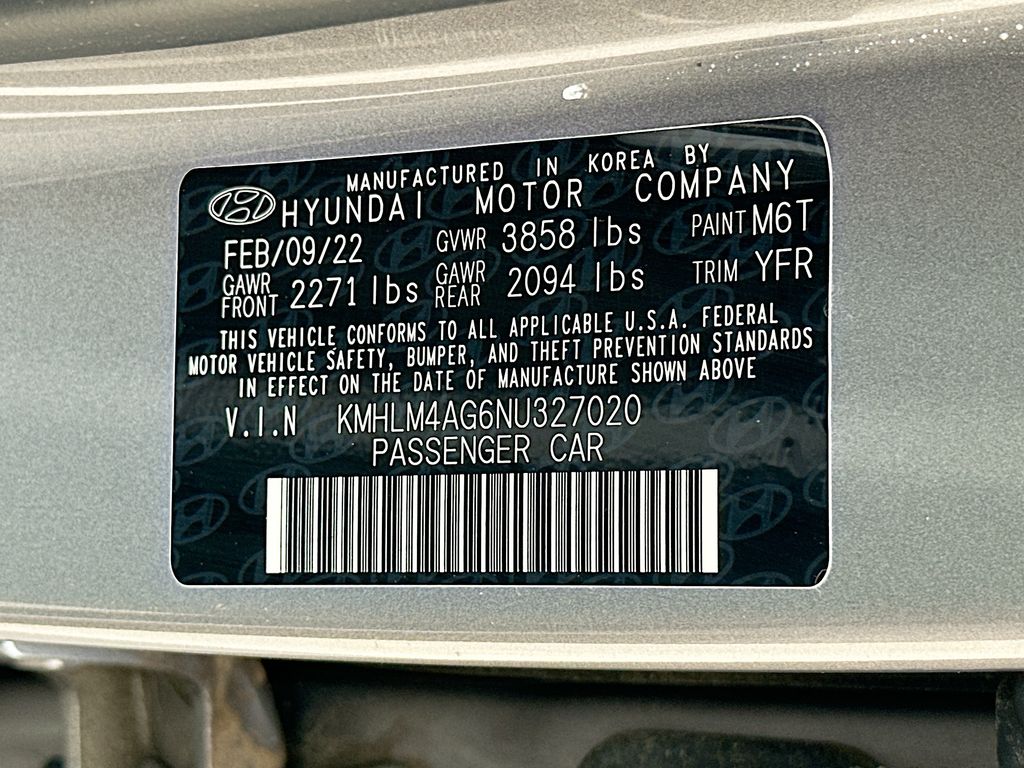 MANUFACTURED IN KOREA BY
HYUNDAI MOTOR COMPANY
FEB/09/22 GVWR 3858 lbs PAINT M6T
GAWR FRONT 2271 lbs GAWR REAR 2094 lbs TRIM YFR
THIS VEHICLE CONFORMS TO ALL APPLICABLE U.S.A. FEDERAL
MOTOR VEHICLE SAFETY, BUMPER, AND THEFT PREVENTION STANDARDS
IN EFFECT ON THE DATE OF MANUFACTURE SHOWN ABOVE
V.I.N KMHLM4AG6NU327020
PASSENGER CAR